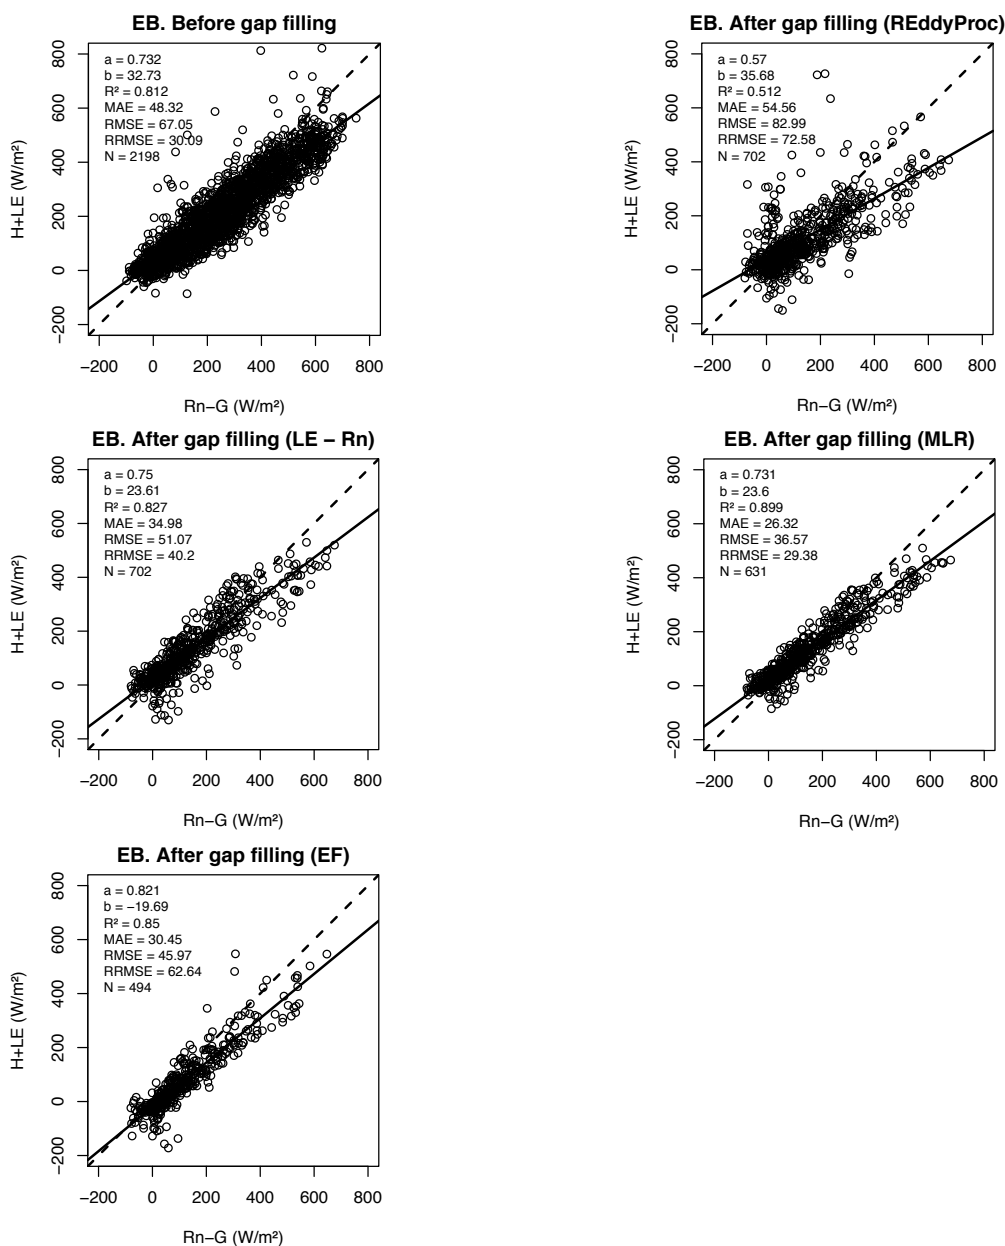 EB. Before gap filling
a = 0.732
b = 32.73
R² = 0.812
MAE = 48.32
RMSE = 67.05
RRMSE = 30.09
N = 2198
H+LE (W/m²)
−200
0
200
400
600
800
−200 0 200 400 600 800
Rn−G (W/m²)
EB. After gap filling (REddyProc)
a = 0.57
b = 35.68
R² = 0.512
MAE = 54.56
RMSE = 82.99
RRMSE = 72.58
N = 702
H+LE (W/m²)
−200
0
200
400
600
800
−200 0 200 400 600 800
Rn−G (W/m²)
EB. After gap filling (LE − Rn)
a = 0.75
b = 23.61
R² = 0.827
MAE = 34.98
RMSE = 51.07
RRMSE = 40.2
N = 702
H+LE (W/m²)
−200
0
200
400
600
800
−200 0 200 400 600 800
Rn−G (W/m²)
EB. After gap filling (MLR)
a = 0.731
b = 23.6
R² = 0.899
MAE = 26.32
RMSE = 36.57
RRMSE = 29.38
N = 631
H+LE (W/m²)
−200
0
200
400
600
800
−200 0 200 400 600 800
Rn−G (W/m²)
EB. After gap filling (EF)
a = 0.821
b = −19.69
R² = 0.85
MAE = 30.45
RMSE = 45.97
RRMSE = 62.64
N = 494
H+LE (W/m²)
−200
0
200
400
600
800
−200 0 200 400 600 800
Rn−G (W/m²)